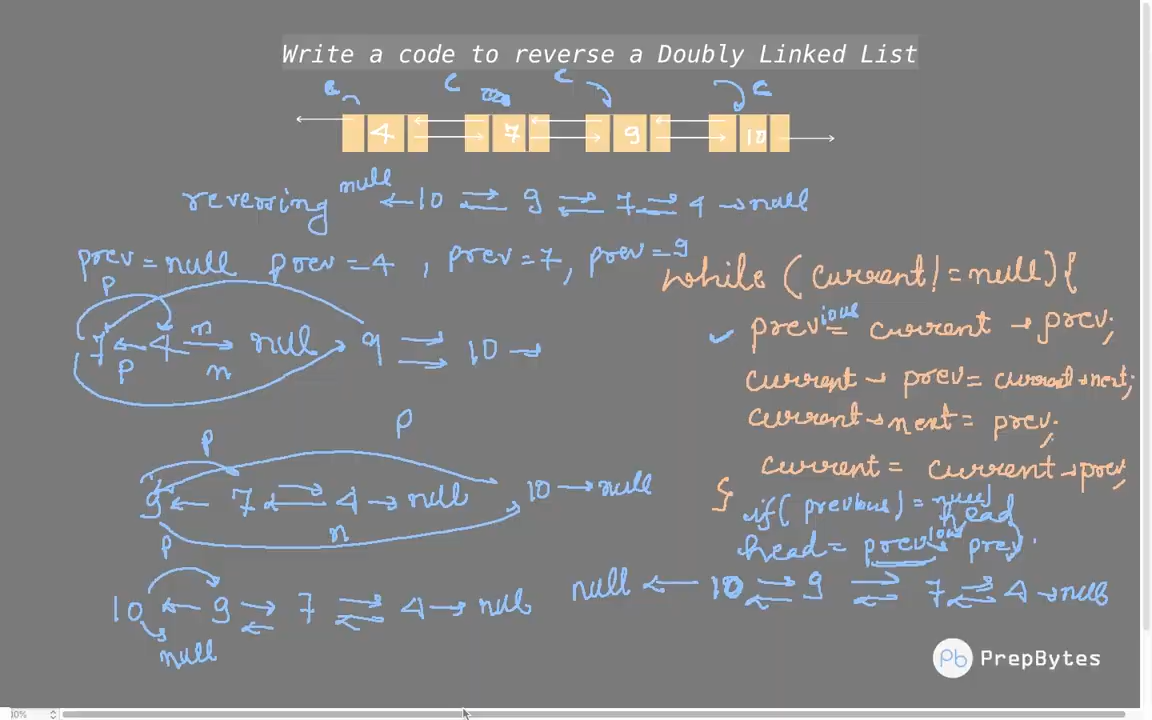 Write a code to reverse a Doubly Linked List
C C C C
4 7 9 10
reversing null ← 10 ⇄ 9 ⇄ 7 ⇄ 4 → null
prev = null prev = 4 , prev = 7, prev = 9
while (current != null) {
previous = current → prev;
current → prev = current → next;
current → next = prev;
current = current → prev;
}
if (previous != null)
head
head = previous → prev;
p
7 ← 4 → null 9 ⇉ 10 →
n
p n
p
p
9 ← 7 ⇄ 4 → null 10 → null
n
p
10 ← 9 ⇄ 7 ⇄ 4 → null
null
null ← 10 ⇄ 9 ⇄ 7 ⇄ 4 → null
Pb PrepBytes